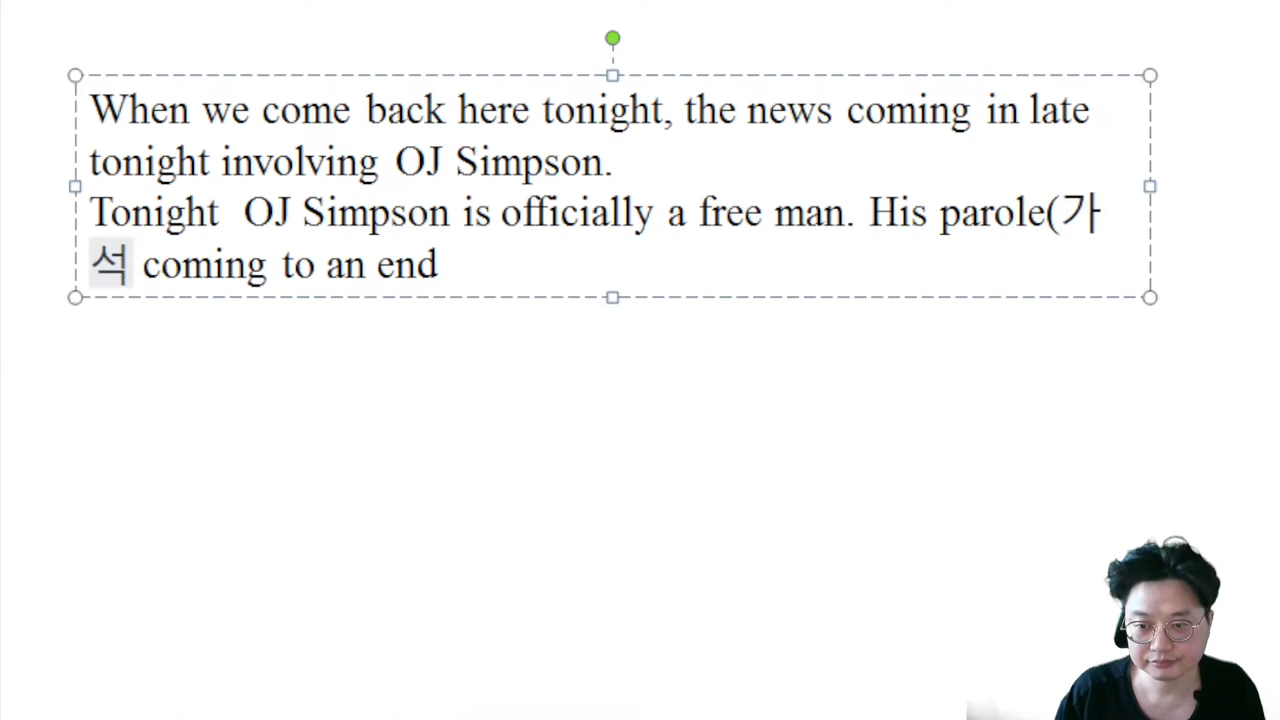 When we come back here tonight, the news coming in late
tonight involving OJ Simpson.
Tonight  OJ Simpson is officially a free man. His parole(가
석 coming to an end